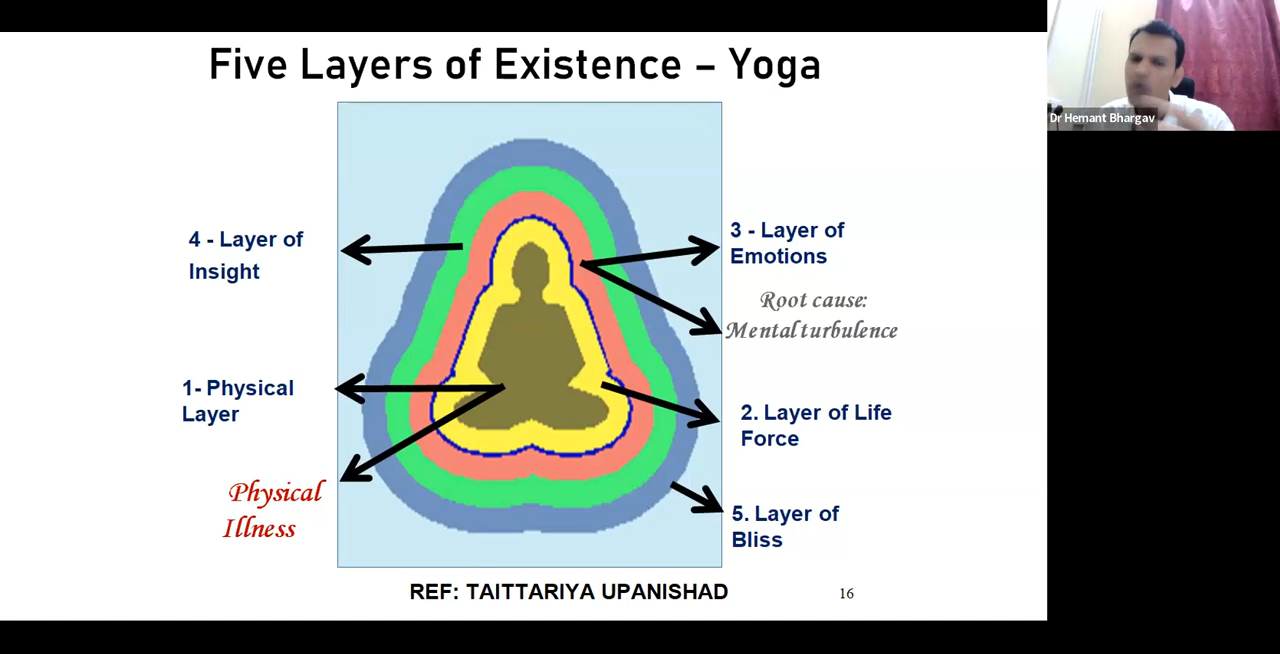 Five Layers of Existence – Yoga
Dr Hemant Bhargav
4 - Layer of
Insight
3 - Layer of
Emotions
Root cause:
Mental turbulence
1- Physical
Layer
2. Layer of Life
Force
Physical
Illness
5. Layer of
Bliss
REF: TAITTARIYA UPANISHAD
16